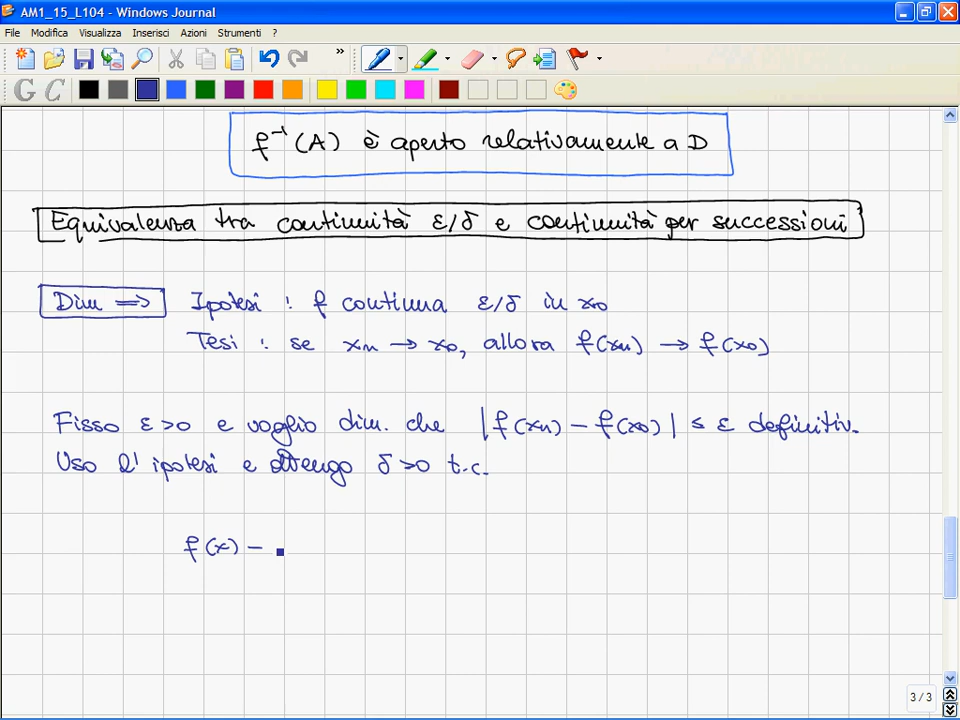 AM1_15_L104 - Windows Journal
File Modifica Visualizza Inserisci Azioni Strumenti ?
»
G C
f⁻¹(A) è aperto relativamente a D
Equivalenza tra continuità ε/δ e continuità per successioni
Dim => Ipotesi : f continua ε/δ in x₀
Tesi : se xₙ → x₀, allora f(xₙ) → f(x₀)
Fisso ε>0 e voglio dim. che |f(xₙ) – f(x₀)| ≤ ε definitiv.
Uso l'ipotesi e ottengo δ>0 t.c.
f(x) –
3 / 3